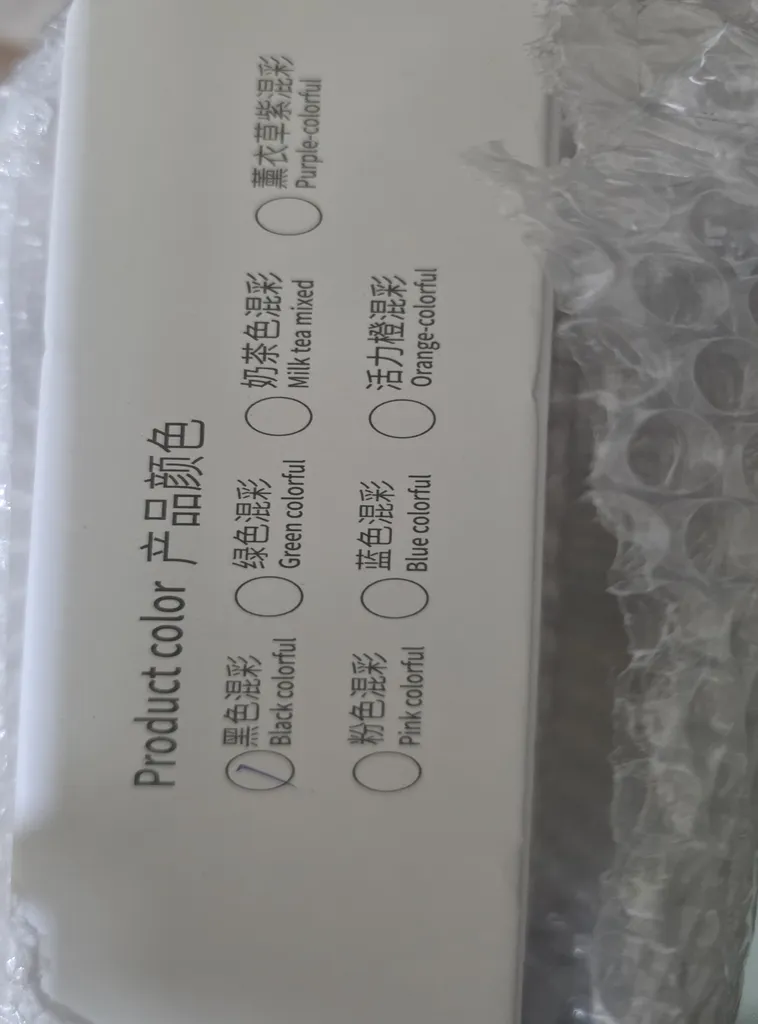 Product color 产品颜色
黑色混彩 绿色混彩 奶茶色混彩 薰衣草紫混彩
Black colorful Green colorful Milk tea mixed Purple-colorful
粉色混彩 蓝色混彩 活力橙混彩
Pink colorful Blue colorful Orange-colorful